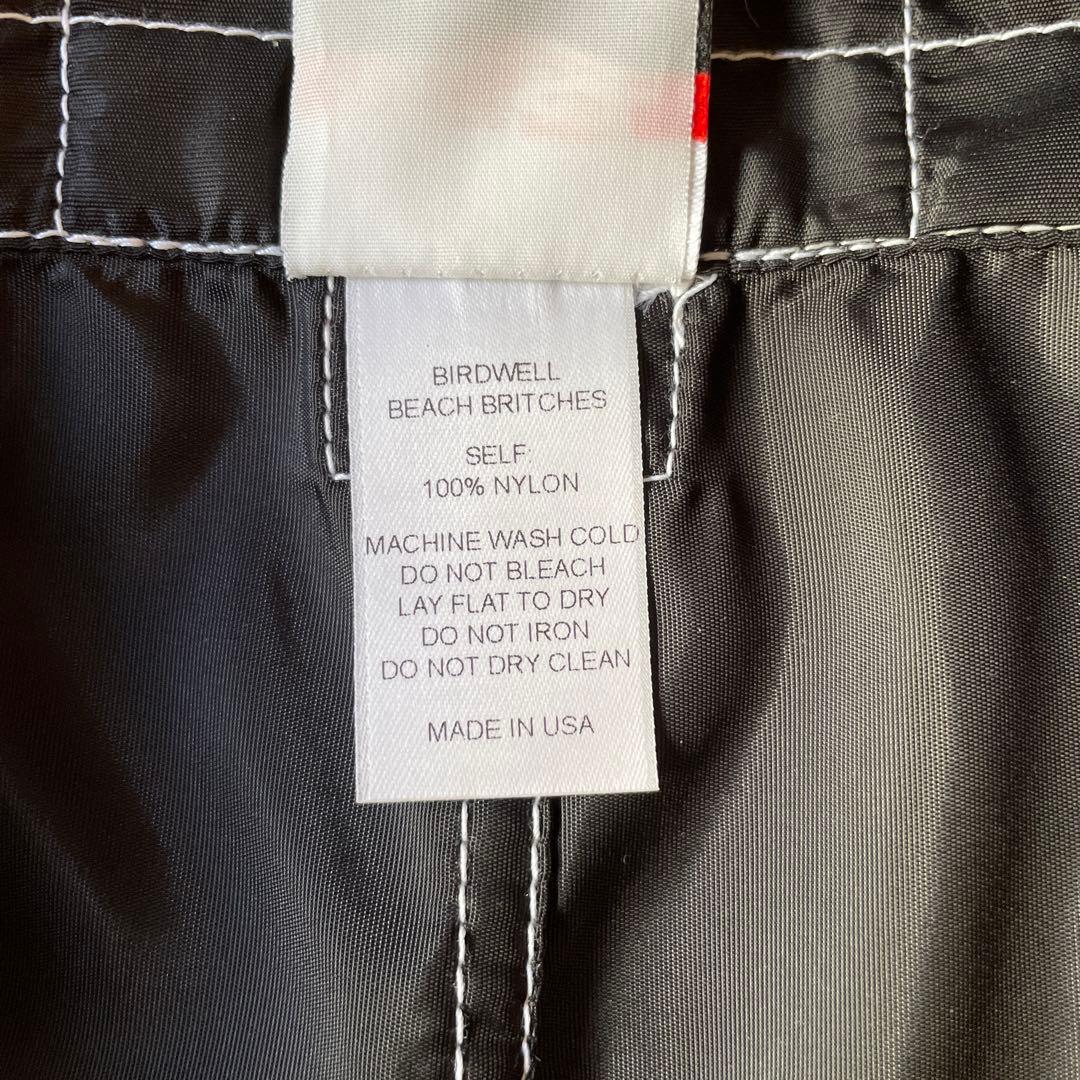 BIRDWELL
BEACH BRITCHES
SELF:
100% NYLON
MACHINE WASH COLD
DO NOT BLEACH
LAY FLAT TO DRY
DO NOT IRON
DO NOT DRY CLEAN
MADE IN USA